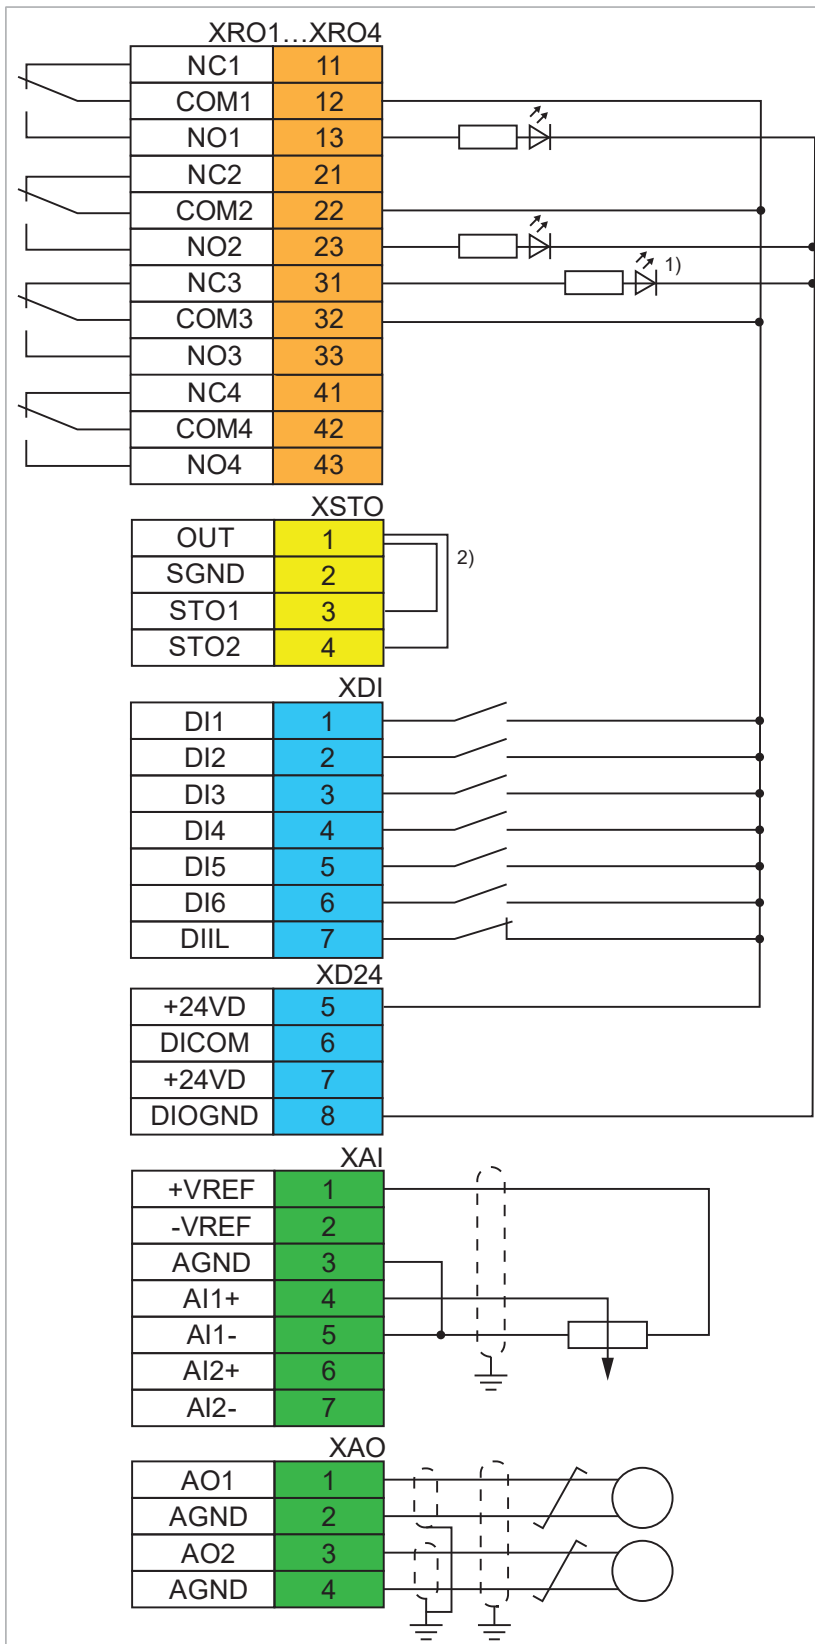 XRO1…XRO4
NC1 11
COM1 12
NO1 13
NC2 21
COM2 22
NO2 23
NC3 31 1)
COM3 32
NO3 33
NC4 41
COM4 42
NO4 43
XSTO
OUT 1
2)
SGND 2
STO1 3
STO2 4
XDI
DI1 1
DI2 2
DI3 3
DI4 4
DI5 5
DI6 6
DIIL 7
XD24
+24VD 5
DICOM 6
+24VD 7
DIOGND 8
XAI
+VREF 1
-VREF 2
AGND 3
AI1+ 4
AI1- 5
AI2+ 6
AI2- 7
XAO
AO1 1
AGND 2
AO2 3
AGND 4